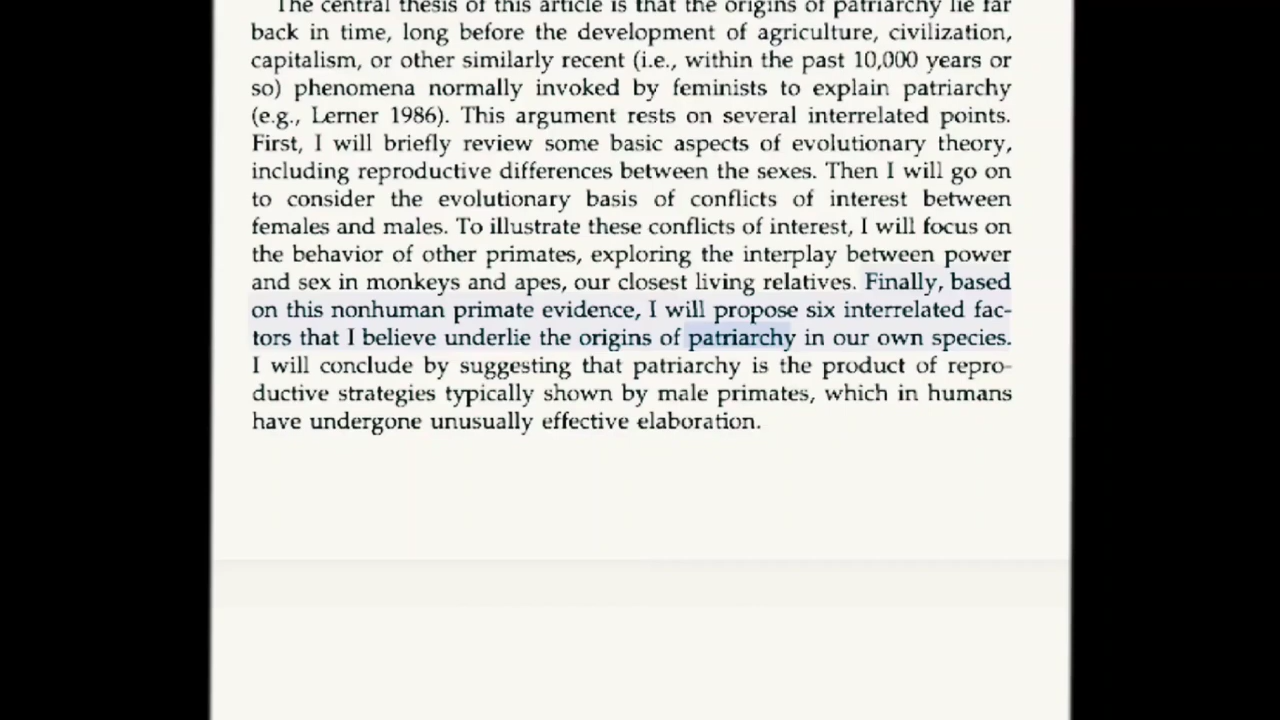 The central thesis of this article is that the origins of patriarchy lie far
back in time, long before the development of agriculture, civilization,
capitalism, or other similarly recent (i.e., within the past 10,000 years or
so) phenomena normally invoked by feminists to explain patriarchy
(e.g., Lerner 1986). This argument rests on several interrelated points.
First, I will briefly review some basic aspects of evolutionary theory,
including reproductive differences between the sexes. Then I will go on
to consider the evolutionary basis of conflicts of interest between
females and males. To illustrate these conflicts of interest, I will focus on
the behavior of other primates, exploring the interplay between power
and sex in monkeys and apes, our closest living relatives. Finally, based
on this nonhuman primate evidence, I will propose six interrelated fac-
tors that I believe underlie the origins of patriarchy in our own species.
I will conclude by suggesting that patriarchy is the product of repro-
ductive strategies typically shown by male primates, which in humans
have undergone unusually effective elaboration.